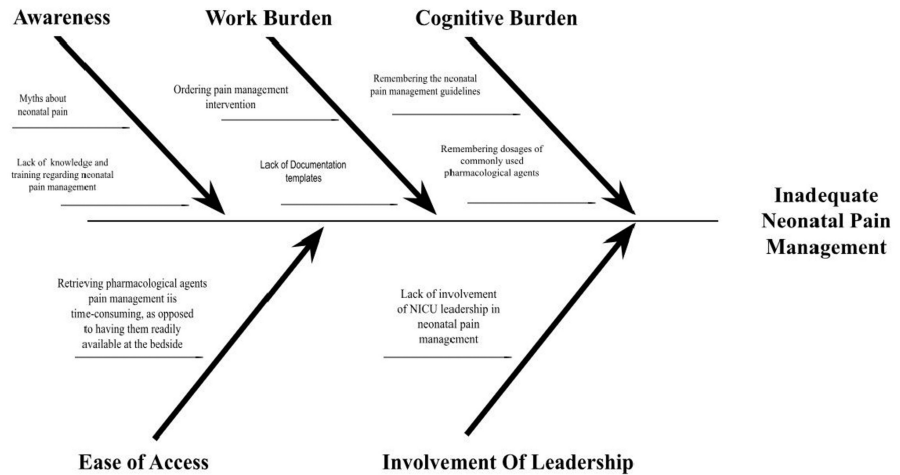 Awareness
Work Burden
Cognitive Burden
Myths about
neonatal pain
Lack of knowledge and
training regarding neonatal
pain management
Ordering pain management
intervention
Lack of Documentation
templates
Remembering the neonatal
pain management guidelines
Remembering dosages of
commonly used
pharmacological agents
Inadequate
Neonatal Pain
Management
Retrieving pharmacological agents
pain management iis
time-consuming, as opposed
to having them readily
available at the bedside
Lack of involvement
of NICU leadership in
neonatal pain
management
Ease of Access
Involvement Of Leadership